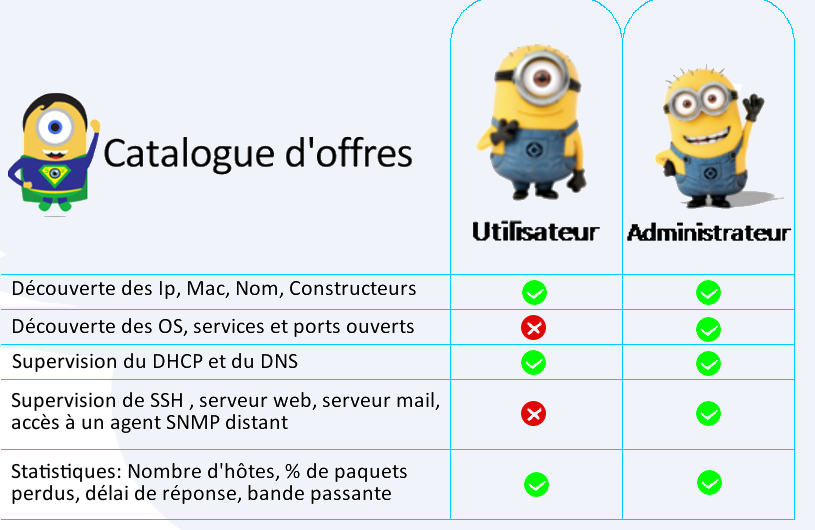 Catalogue d'offres
Utilisateur
Administrateur
Découverte des Ip, Mac, Nom, Constructeurs
Découverte des OS, services et ports ouverts
Supervision du DHCP et du DNS
Supervision de SSH , serveur web, serveur mail,
accès à un agent SNMP distant
Statistiques: Nombre d'hôtes, % de paquets
perdus, délai de réponse, bande passante